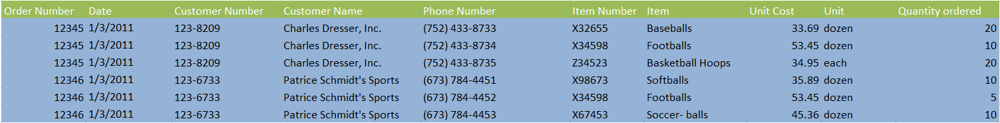 Order Number Date Customer Number Customer Name Phone Number Item Number Item Unit Cost Unit Quantity ordered
12345 1/3/2011 123-8209 Charles Dresser, Inc. (752) 433-8733 X32655 Baseballs 33.69 dozen 20
12345 1/3/2011 123-8209 Charles Dresser, Inc. (752) 433-8734 X34598 Footballs 53.45 dozen 10
12345 1/3/2011 123-8209 Charles Dresser, Inc. (752) 433-8735 Z34523 Basketball Hoops 34.95 each 20
12346 1/3/2011 123-6733 Patrice Schmidt's Sports (673) 784-4451 X98673 Softballs 35.89 dozen 10
12346 1/3/2011 123-6733 Patrice Schmidt's Sports (673) 784-4452 X34598 Footballs 53.45 dozen 5
12346 1/3/2011 123-6733 Patrice Schmidt's Sports (673) 784-4453 X67453 Soccer- balls 45.36 dozen 10